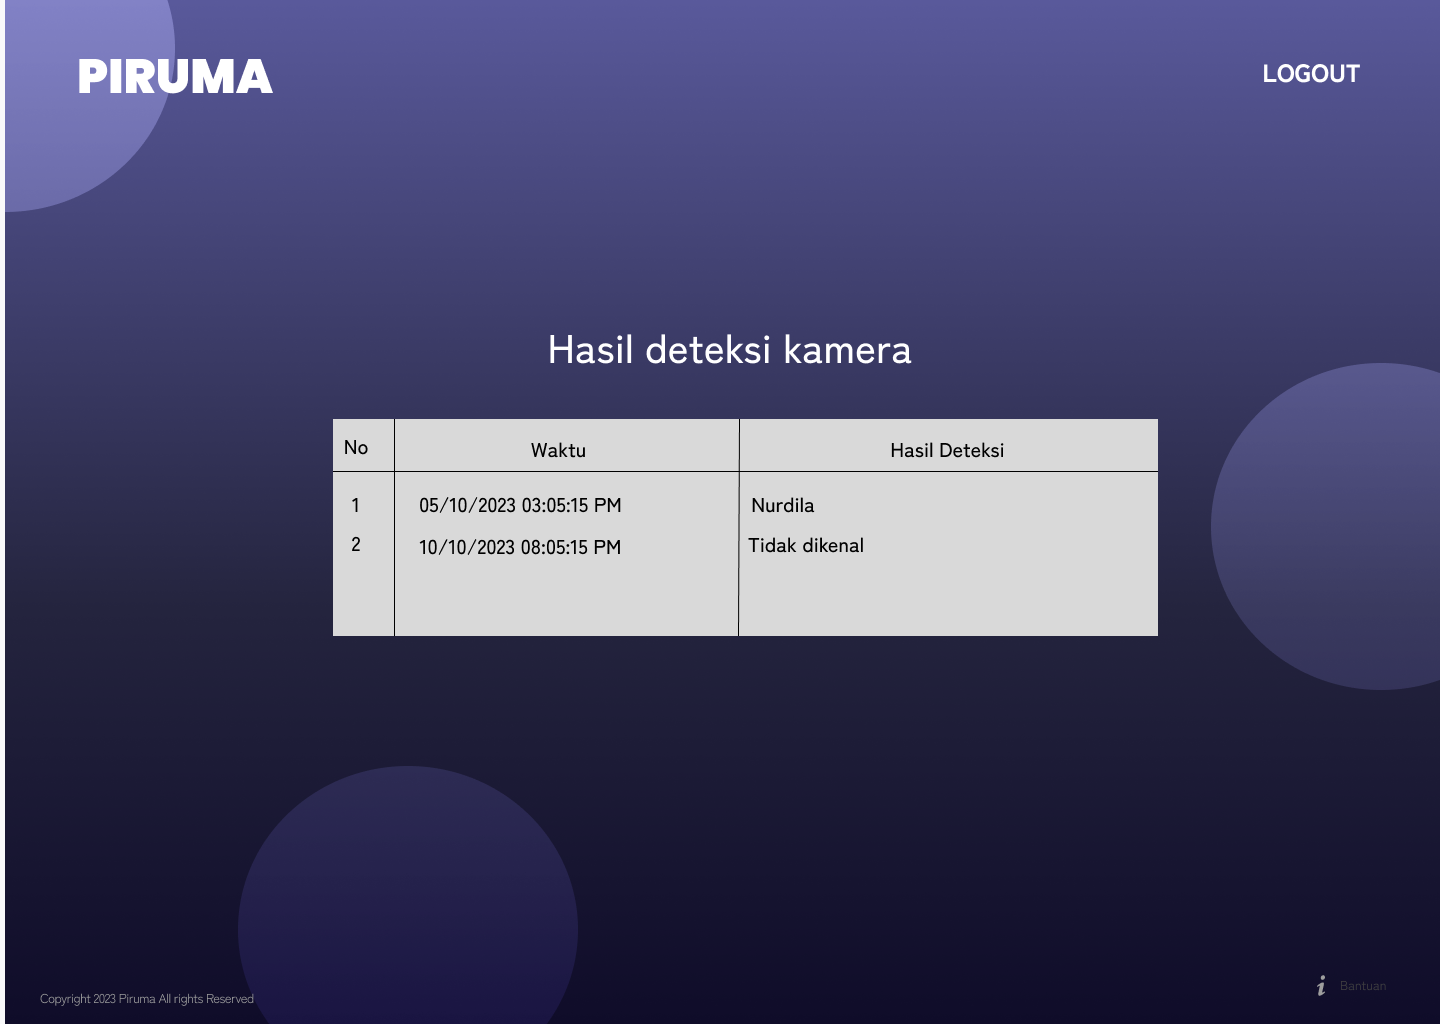 PIRUMA
LOGOUT
Hasil deteksi kamera
No Waktu Hasil Deteksi
1 05/10/2023 03:05:15 PM Nurdila
2 10/10/2023 08:05:15 PM Tidak dikenal
Copyright 2023 Piruma All rights Reserved
i Bantuan